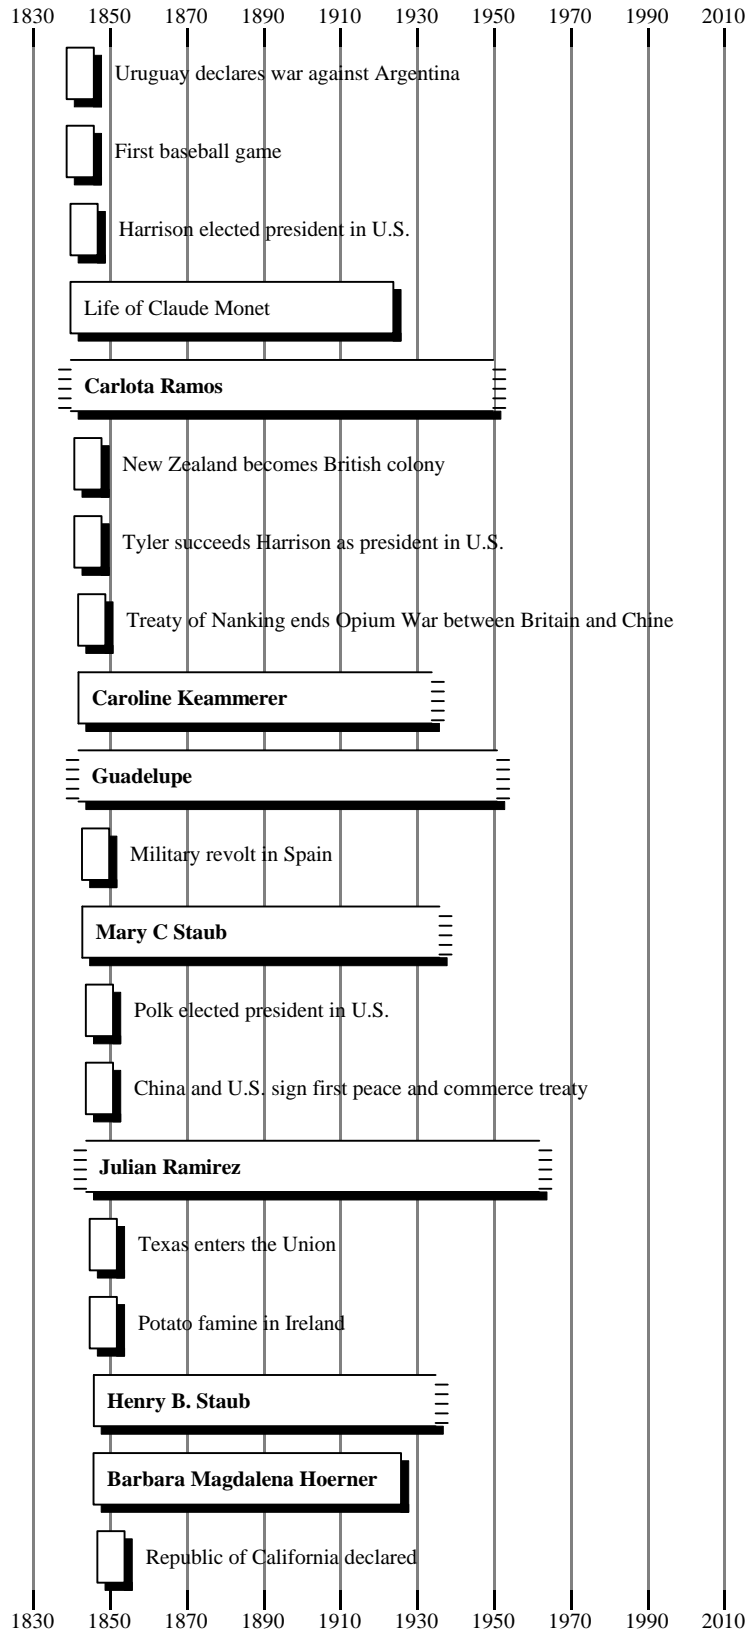 1830 1850 1870 1890 1910 1930 1950 1970 1990 2010
Uruguay declares war against Argentina
First baseball game
Harrison elected president in U.S.
Life of Claude Monet
Carlota Ramos
New Zealand becomes British colony
Tyler succeeds Harrison as president in U.S.
Treaty of Nanking ends Opium War between Britain and Chine
Caroline Keammerer
Guadelupe
Military revolt in Spain
Mary C Staub
Polk elected president in U.S.
China and U.S. sign first peace and commerce treaty
Julian Ramirez
Texas enters the Union
Potato famine in Ireland
Henry B. Staub
Barbara Magdalena Hoerner
Republic of California declared
1830 1850 1870 1890 1910 1930 1950 1970 1990 2010